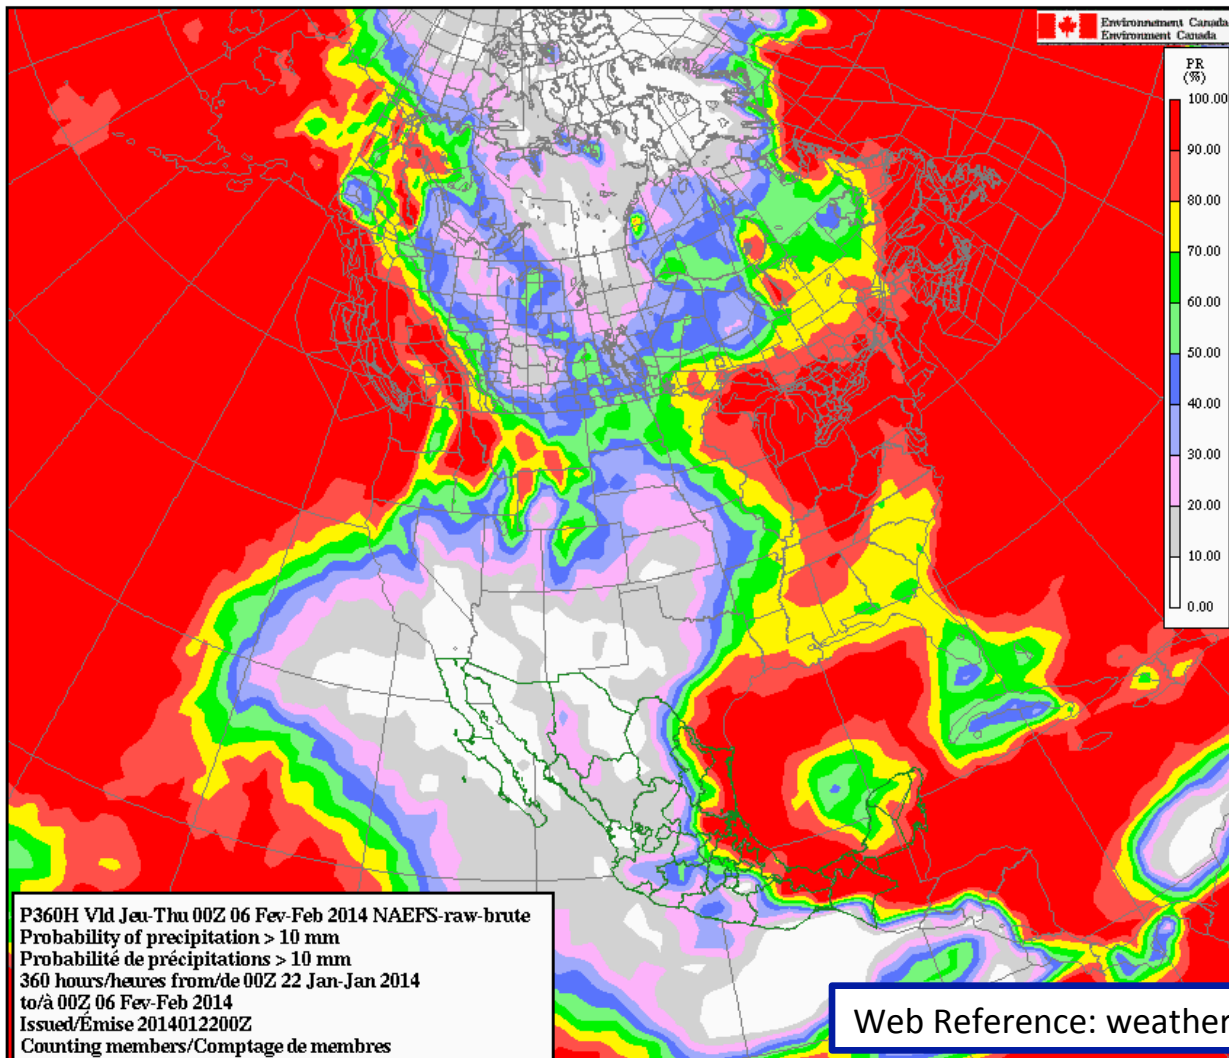 Environnement Canada
Environment Canada
PR
(%)
100.00
90.00
80.00
70.00
60.00
50.00
40.00
30.00
20.00
10.00
0.00
P360H Vld Jeu-Thu 00Z 06 Fev-Feb 2014 NAEFS-raw-brute
Probability of precipitation > 10 mm
Probabilité de précipitations > 10 mm
360 hours/heures from/de 00Z 22 Jan-Jan 2014
to/à 00Z 06 Fev-Feb 2014
Issued/Émise 2014012200Z
Counting members/Comptage de membres
Web Reference: weather